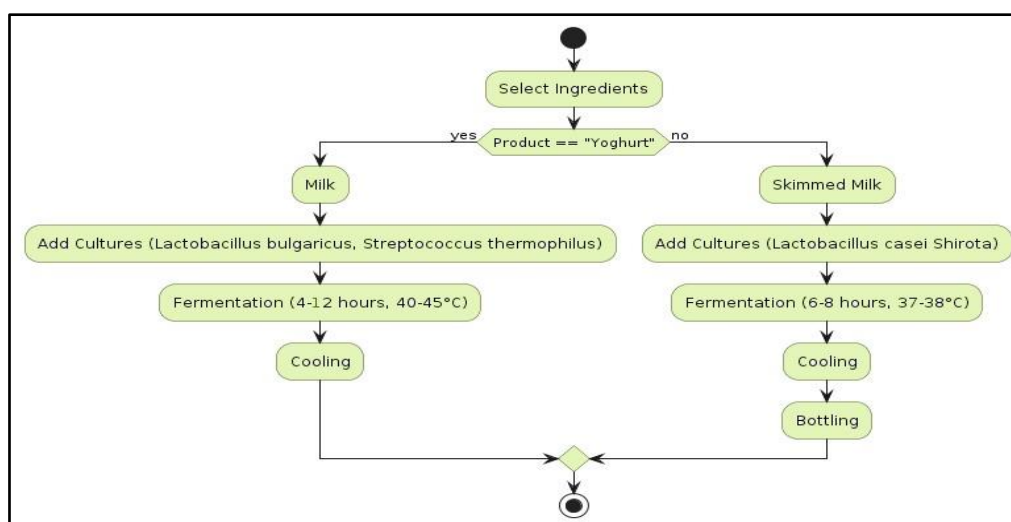 Select Ingredients
yes
Product == "Yoghurt"
no
Milk
Skimmed Milk
Add Cultures (Lactobacillus bulgaricus, Streptococcus thermophilus)
Add Cultures (Lactobacillus casei Shirota)
Fermentation (4-12 hours, 40-45°C)
Fermentation (6-8 hours, 37-38°C)
Cooling
Cooling
Bottling